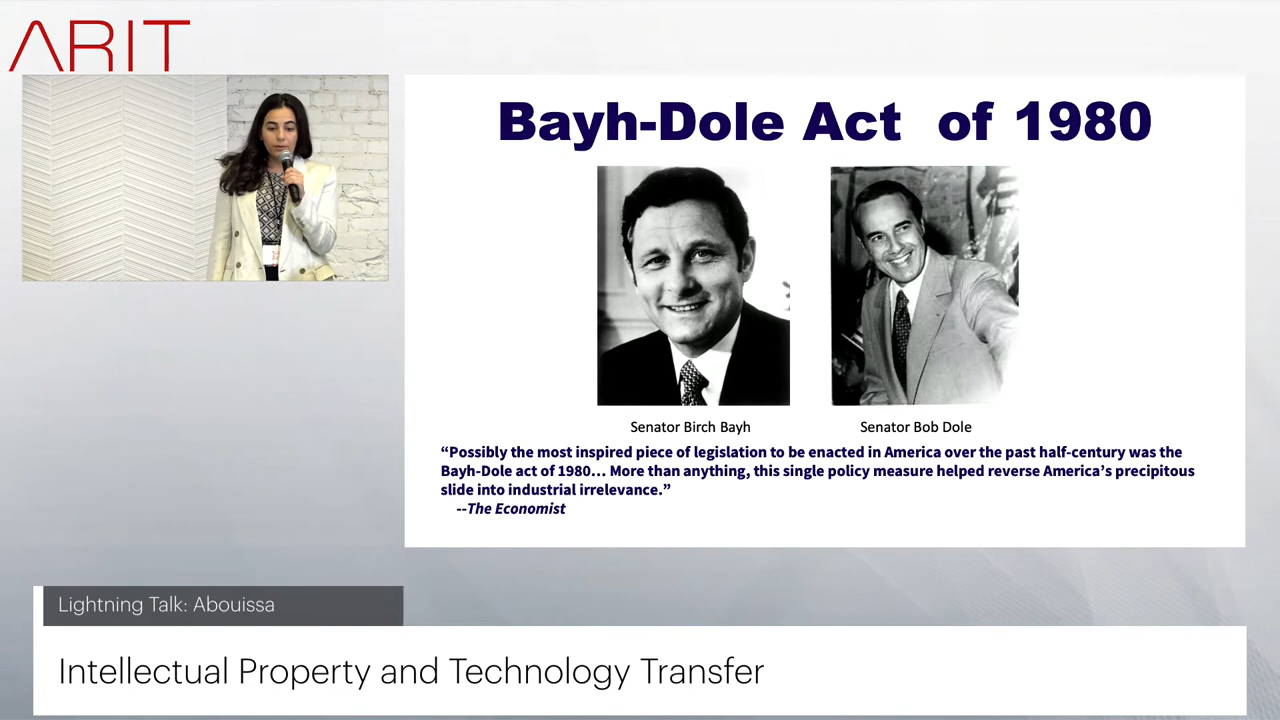 ARIT
Bayh-Dole Act of 1980
Senator Birch Bayh
Senator Bob Dole
“Possibly the most inspired piece of legislation to be enacted in America over the past half-century was the
Bayh-Dole act of 1980… More than anything, this single policy measure helped reverse America’s precipitous
slide into industrial irrelevance.”
--The Economist
Lightning Talk: Abouissa
Intellectual Property and Technology Transfer